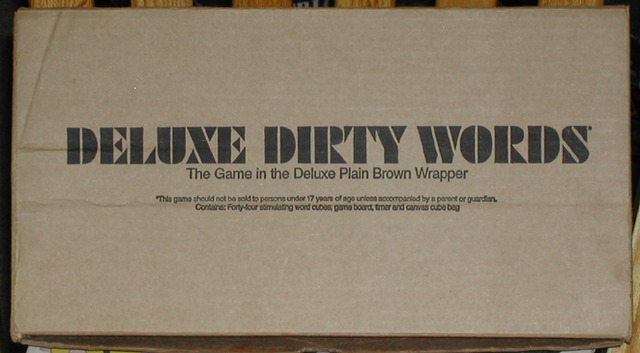 DELUXE DIRTY WORDS*
The Game in the Deluxe Plain Brown Wrapper
*This game should not be sold to persons under 17 years of age unless accompanied by a parent or guardian.
Contains: Forty-four stimulating word cubes, game board, timer and canvas cube bag